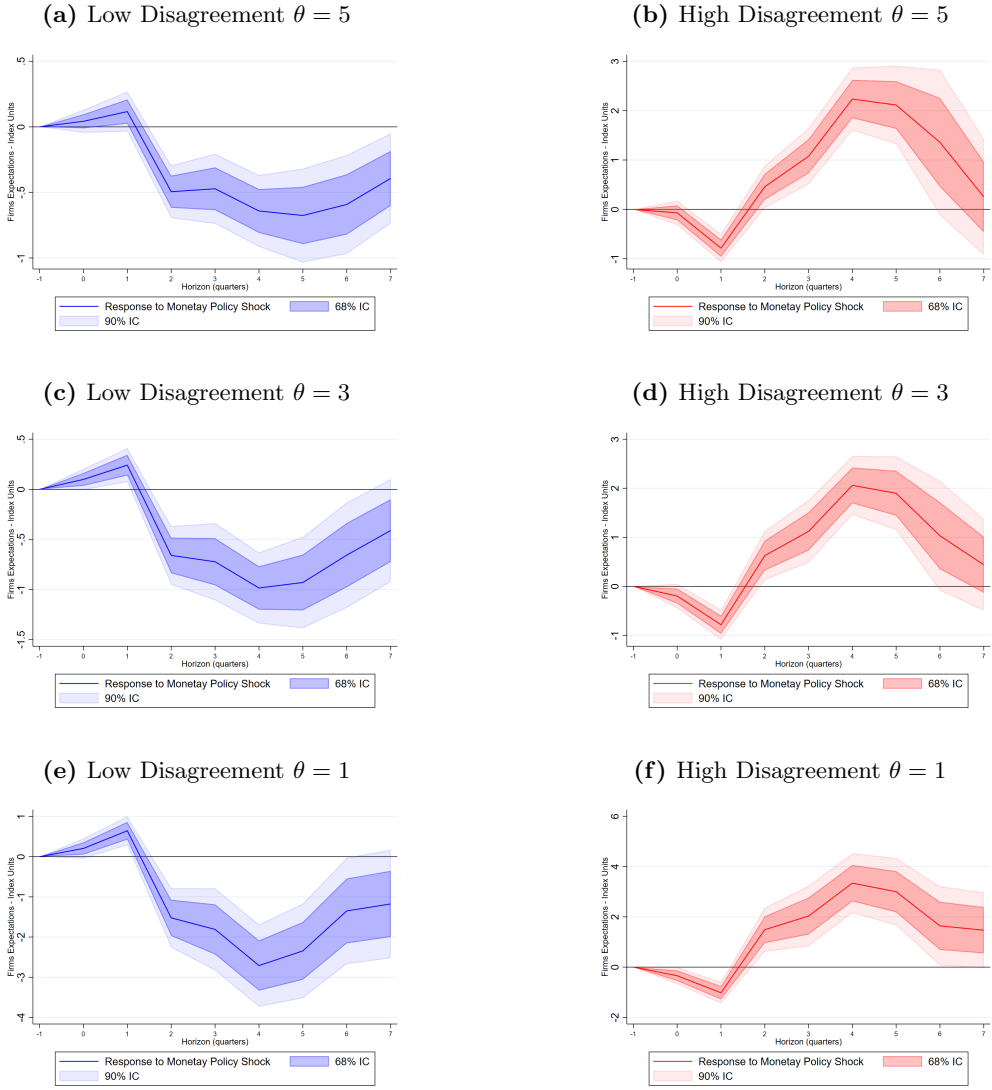 (a) Low Disagreement θ = 5
(b) High Disagreement θ = 5
Firms Expectations - Index Units
.5
0
-.5
-1
-1 0 1 2 3 4 5 6 7
Horizon (quarters)
Response to Monetay Policy Shock
68% IC
90% IC
Firms Expectations - Index Units
3
2
1
0
-1
-1 0 1 2 3 4 5 6 7
Horizon (quarters)
Response to Monetay Policy Shock
68% IC
90% IC
(c) Low Disagreement θ = 3
(d) High Disagreement θ = 3
Firms Expectations - Index Units
.5
0
-.5
-1
-1.5
-1 0 1 2 3 4 5 6 7
Horizon (quarters)
Response to Monetay Policy Shock
68% IC
90% IC
Firms Expectations - Index Units
3
2
1
0
-1
-1 0 1 2 3 4 5 6 7
Horizon (quarters)
Response to Monetay Policy Shock
68% IC
90% IC
(e) Low Disagreement θ = 1
(f) High Disagreement θ = 1
Firms Expectations - Index Units
1
0
-1
-2
-3
-4
-1 0 1 2 3 4 5 6 7
Horizon (quarters)
Response to Monetay Policy Shock
68% IC
90% IC
Firms Expectations - Index Units
6
4
2
0
-2
-1 0 1 2 3 4 5 6 7
Horizon (quarters)
Response to Monetay Policy Shock
68% IC
90% IC